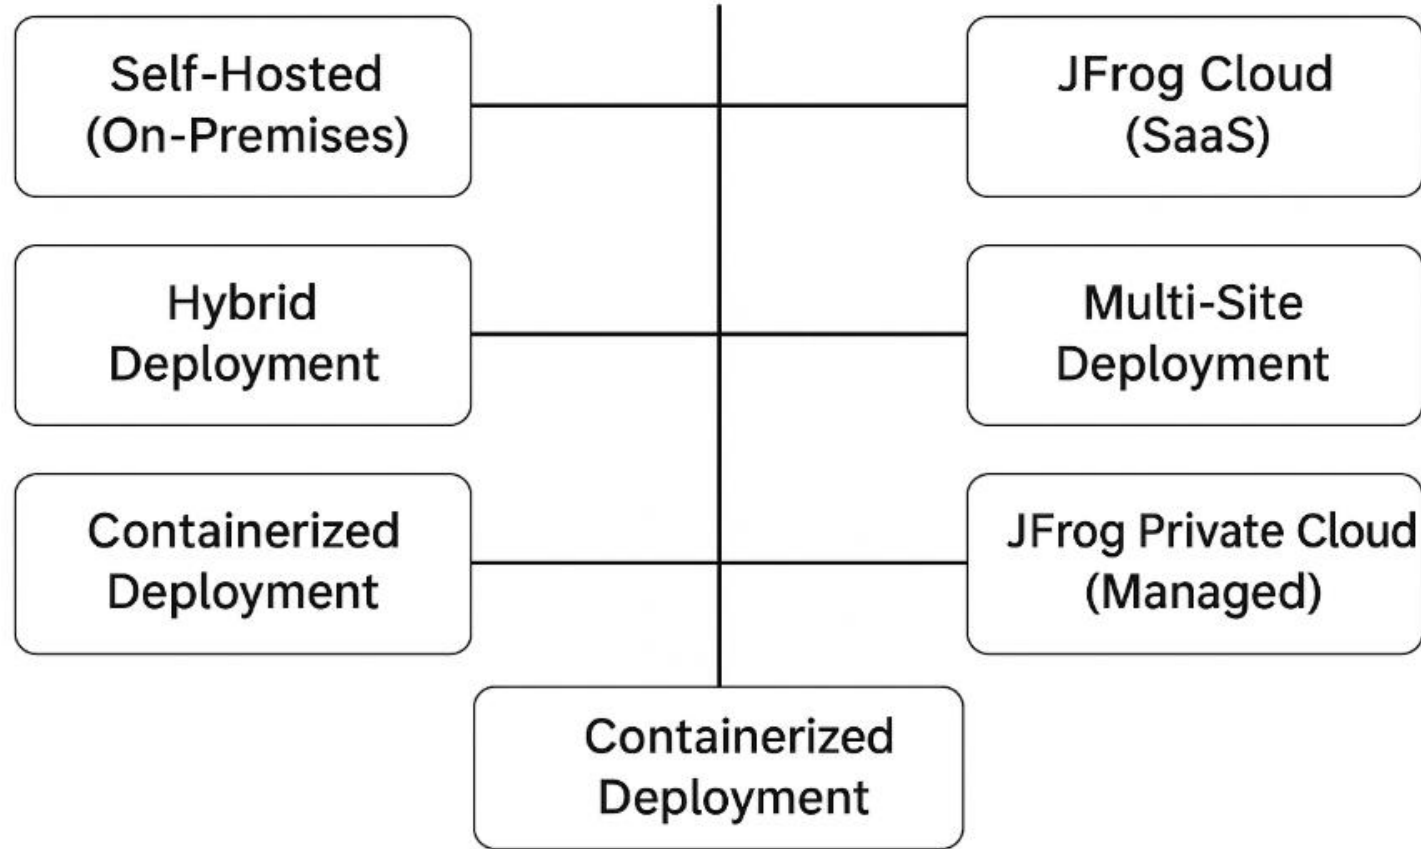 Self-Hosted
(On-Premises)
JFrog Cloud
(SaaS)
Hybrid
Deployment
Multi-Site
Deployment
Containerized
Deployment
JFrog Private Cloud
(Managed)
Containerized
Deployment